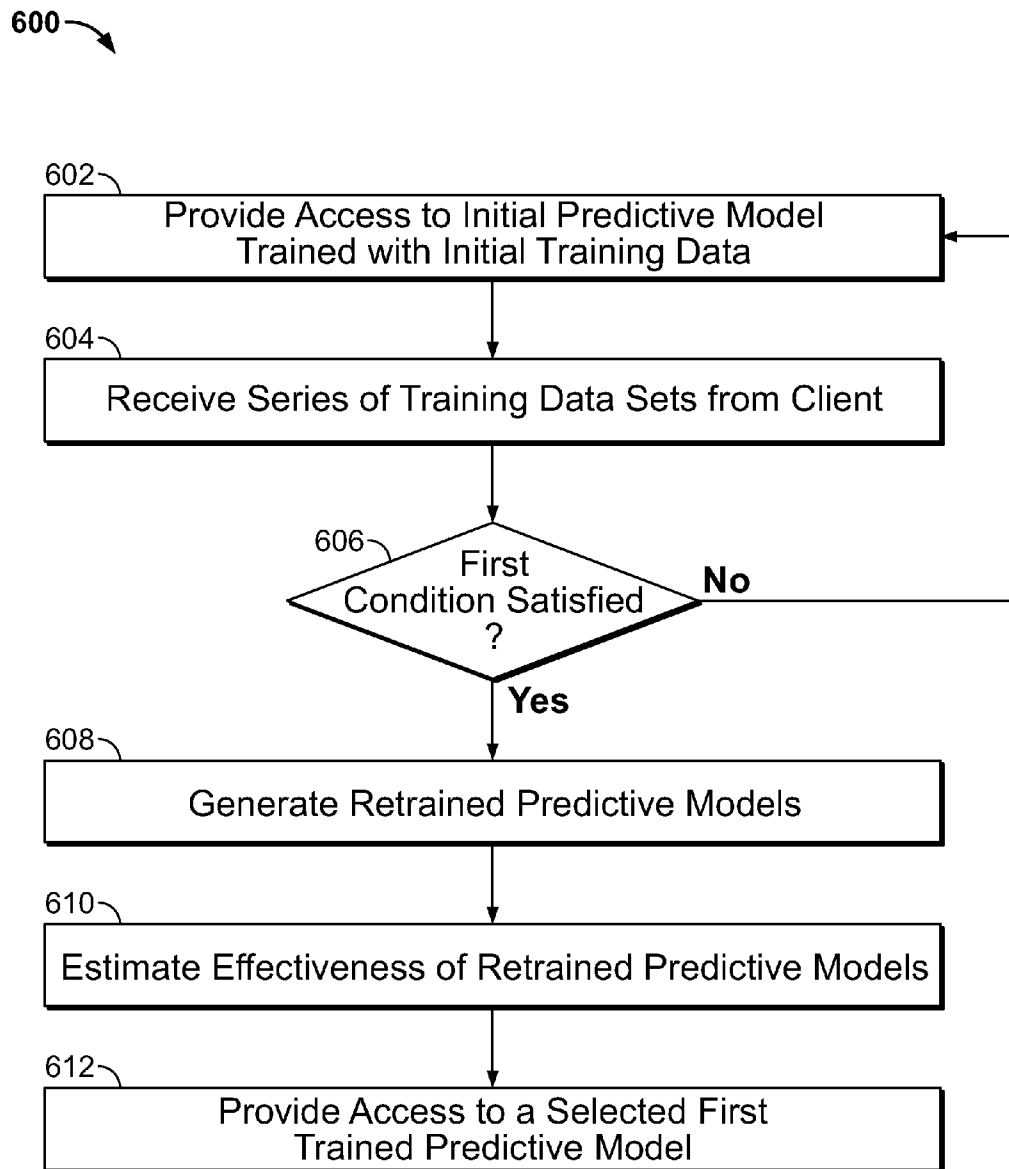 600
602
Provide Access to Initial Predictive Model
Trained with Initial Training Data
604
Receive Series of Training Data Sets from Client
606
First
Condition Satisfied
?
No
Yes
608
Generate Retrained Predictive Models
610
Estimate Effectiveness of Retrained Predictive Models
612
Provide Access to a Selected First
Trained Predictive Model